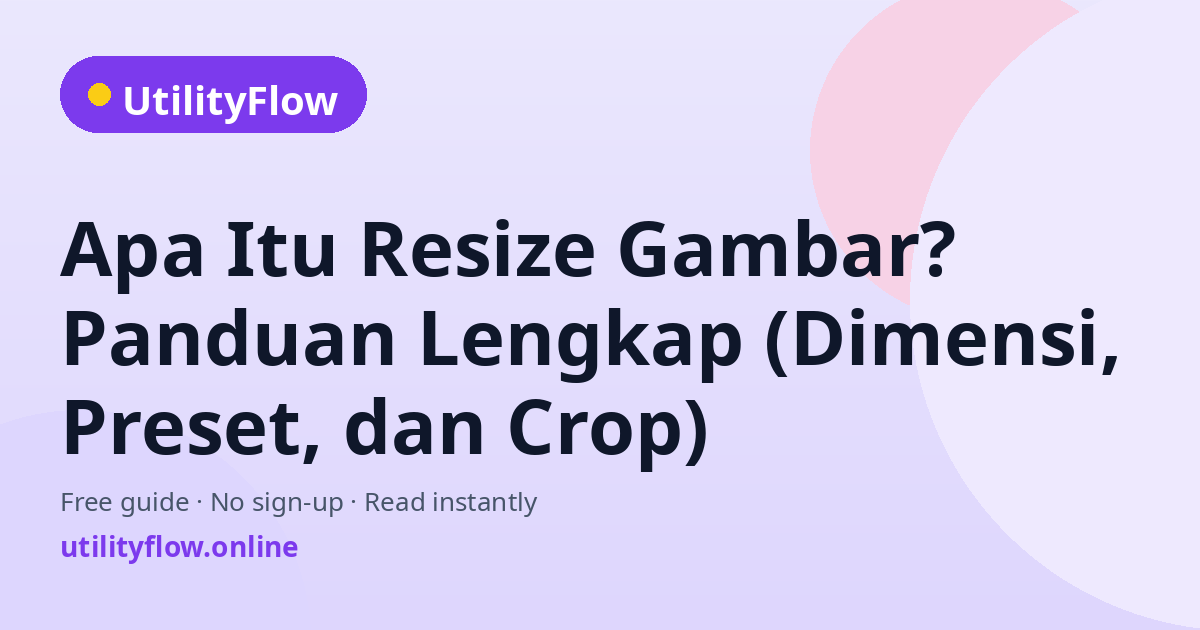 UtilityFlow
Apa Itu Resize Gambar?
Panduan Lengkap (Dimensi,
Preset, dan Crop)
Free guide · No sign-up · Read instantly
utilityflow.online